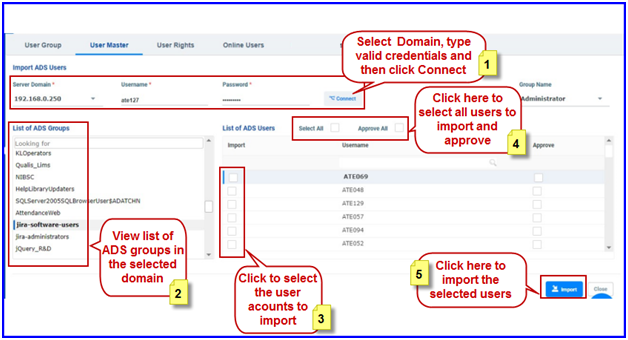 User Group User Master User Rights Online Users
Import ADS Users
Server Domain * Username * Password * Group Name
192.168.0.250 ate127 ········· Connect Administrator
Select Domain, type
valid credentials and
then click Connect
1
List of ADS Groups List of ADS Users Select All Approve All
Click here to
select all users to
import and
approve
4
Looking for
KLOperators
Qualis_Lims
NIBSC
HelpLibraryUpdaters
SQLServer2005SQLBrowserUser$ADATCHN
AttendanceWeb
jira-software-users
jira-administrators
JQuery_R&D
Import Username Approve
ATE069
ATE048
ATE129
ATE057
ATE094
ATE052
View list of
ADS groups in
the selected
domain
2
Click to select
the user
acounts to
import
3
5
Click here to
import the
selected users
Import Close